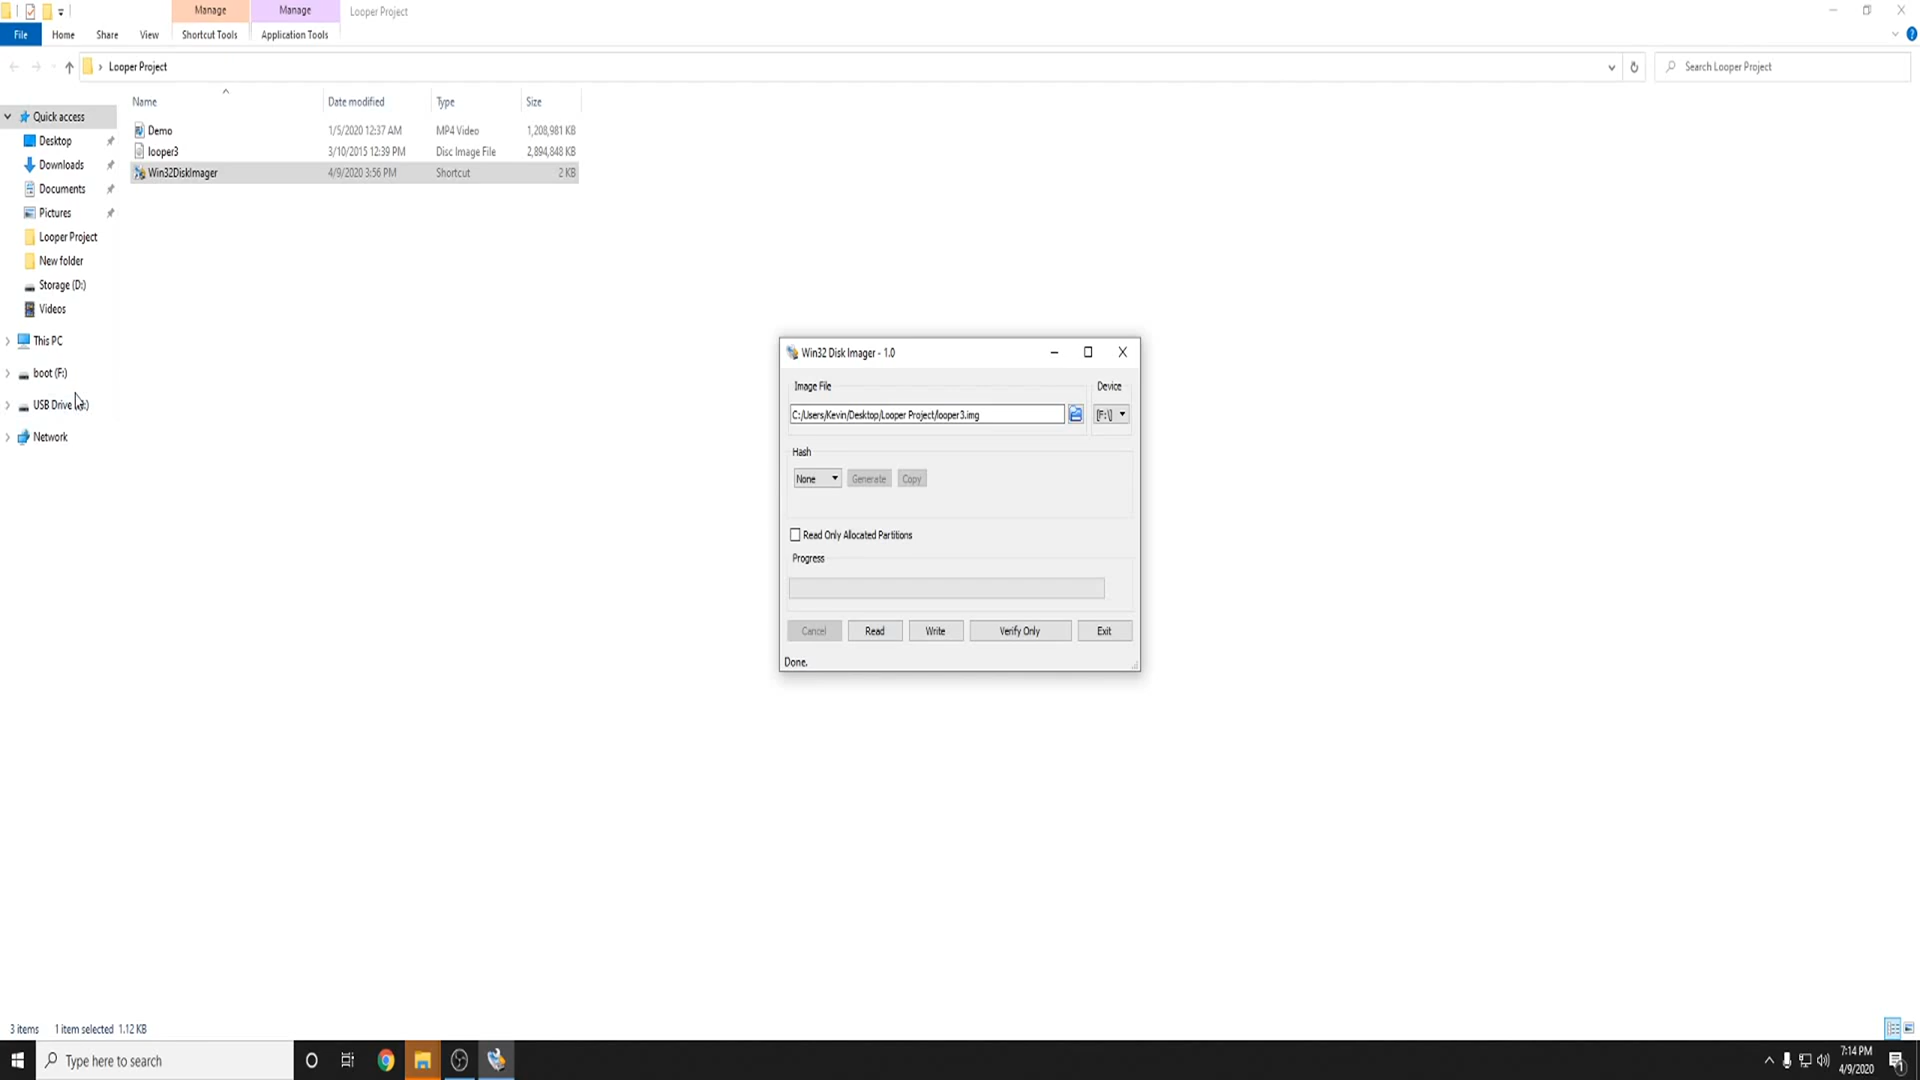 Manage
Manage
Looper Project
File
Home
Share
View
Shortcut Tools
Application Tools
Looper Project
Search Looper Project
Name
Date modified
Type
Size
Quick access
Demo
1/5/2020 12:37 AM
MP4 Video
1,208,981 KB
Desktop
looper3
3/10/2015 12:39 PM
Disc Image File
2,894,848 KB
Downloads
Win32DiskImager
4/9/2020 3:56 PM
Shortcut
2 KB
Documents
Pictures
Looper Project
New folder
Storage (D:)
Videos
This PC
boot (F:)
USB Drive
Network
Win32 Disk Imager - 1.0
Image File
Device
C:/Users/Kevin/Desktop/Looper Project/looper3.img
[F:\]
Hash
None
Generate
Copy
Read Only Allocated Partitions
Progress
Cancel
Read
Write
Verify Only
Exit
Done.
3 items
1 item selected 1.12 KB
Type here to search
7:14 PM
4/9/2020